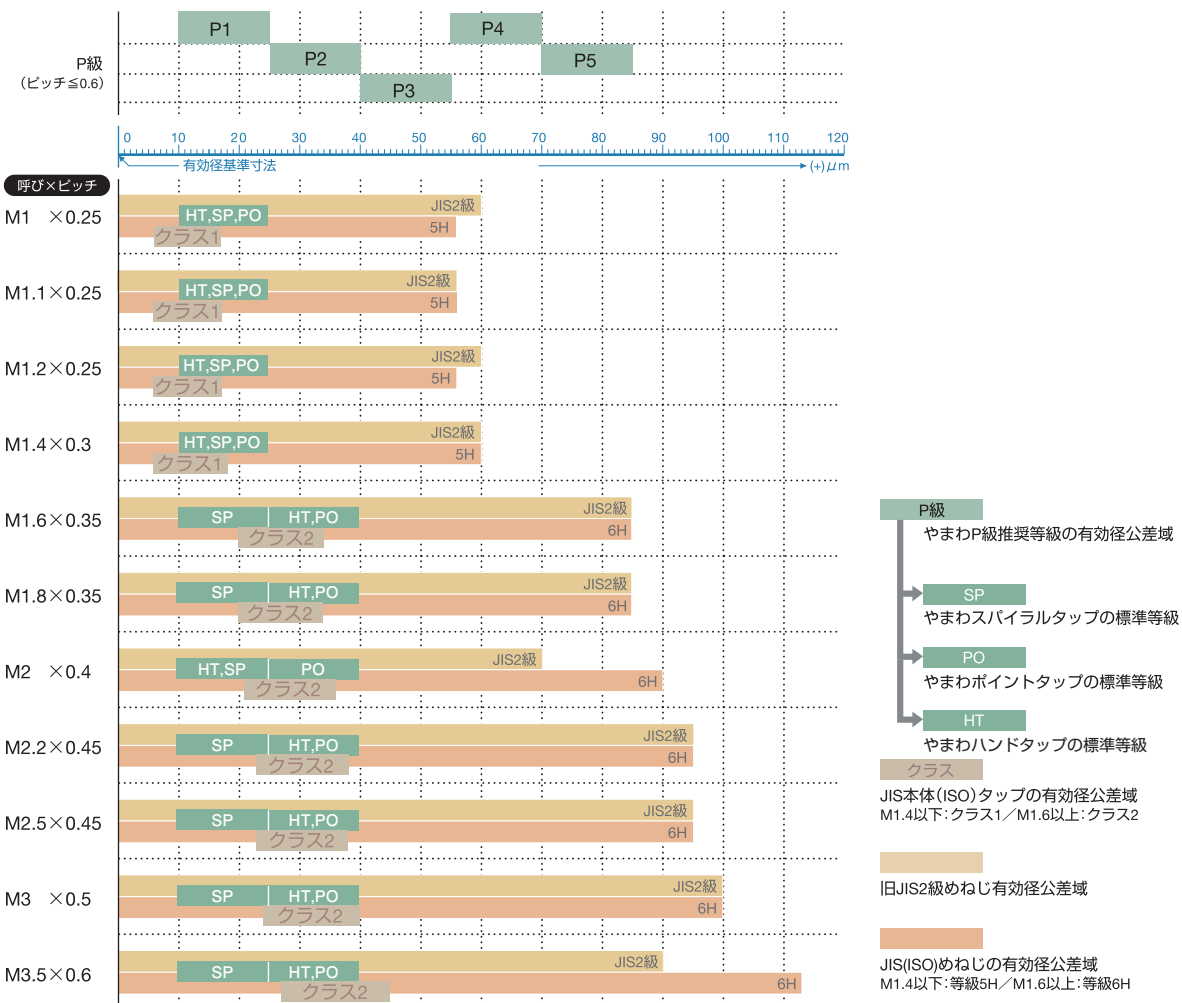 P1
P4
P級
(ピッチ≦0.6)
P2
P5
P3
0 10 20 30 40 50 60 70 80 90 100 110 120
有効径基準寸法
(+)μm
呼び×ピッチ
M1 ×0.25
JIS2級
HT,SP,PO
5H
クラス1
M1.1×0.25
JIS2級
HT,SP,PO
5H
クラス1
M1.2×0.25
JIS2級
HT,SP,PO
5H
クラス1
M1.4×0.3
JIS2級
HT,SP,PO
5H
クラス1
M1.6×0.35
JIS2級
SP HT,PO
6H
クラス2
M1.8×0.35
JIS2級
SP HT,PO
6H
クラス2
M2 ×0.4
JIS2級
HT,SP PO
6H
クラス2
M2.2×0.45
JIS2級
SP HT,PO
6H
クラス2
M2.5×0.45
JIS2級
SP HT,PO
6H
クラス2
M3 ×0.5
JIS2級
SP HT,PO
6H
クラス2
M3.5×0.6
JIS2級
SP HT,PO
6H
クラス2
P級
やまわP級推奨等級の有効径公差域
SP
やまわスパイラルタップの標準等級
PO
やまわポイントタップの標準等級
HT
やまわハンドタップの標準等級
クラス
JIS本体(ISO)タップの有効径公差域
M1.4以下:クラス1/M1.6以上:クラス2
旧JIS2級めねじ有効径公差域
JIS(ISO)めねじの有効径公差域
M1.4以下:等級5H/M1.6以上:等級6H